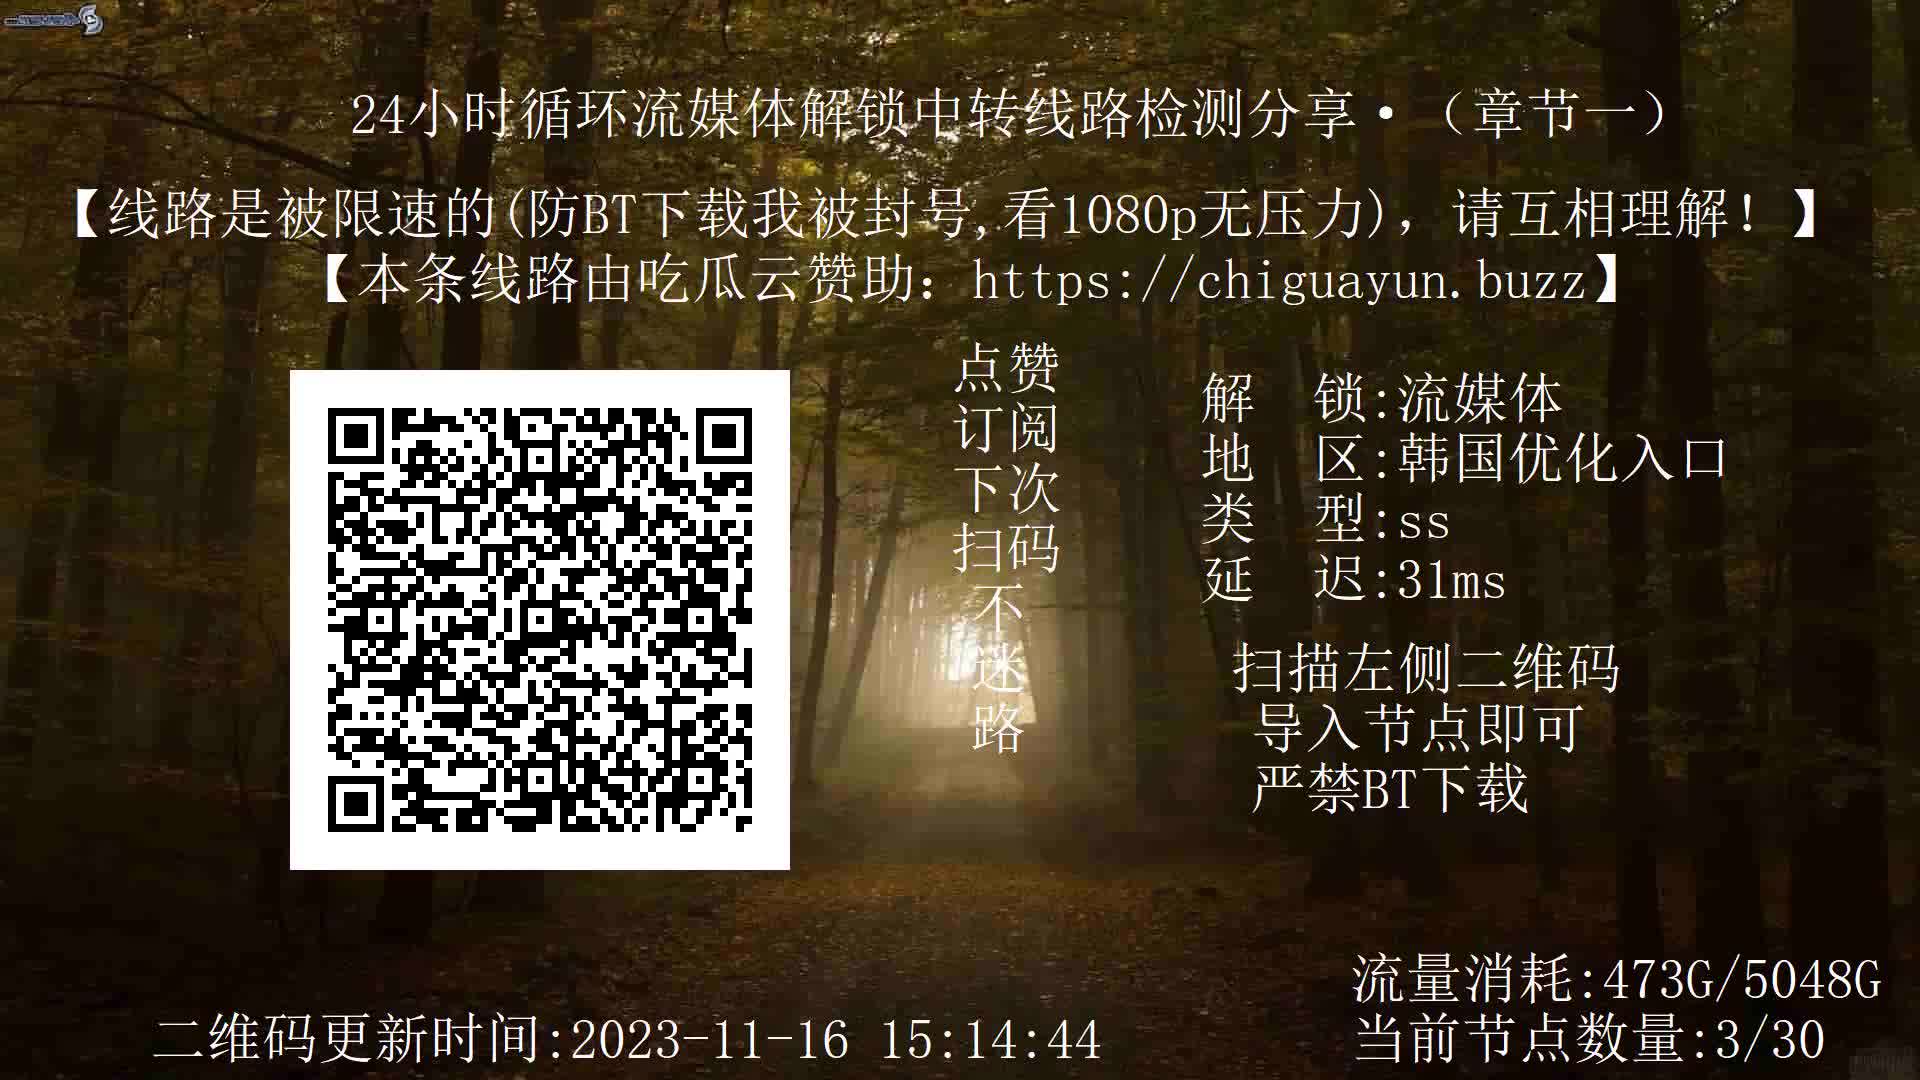 24小时循环流媒体解锁中转线路检测分享·（章节一）
【线路是被限速的(防BT下载我被封号,看1080p无压力)，请互相理解！】
【本条线路由吃瓜云赞助：https://chiguayun.buzz】
点赞
订阅
下次
扫码
不
迷
路
解 锁:流媒体
地 区:韩国优化入口
类 型:ss
延 迟:31ms
扫描左侧二维码
导入节点即可
严禁BT下载
流量消耗:473G/5048G
二维码更新时间:2023-11-16 15:14:44
当前节点数量:3/30